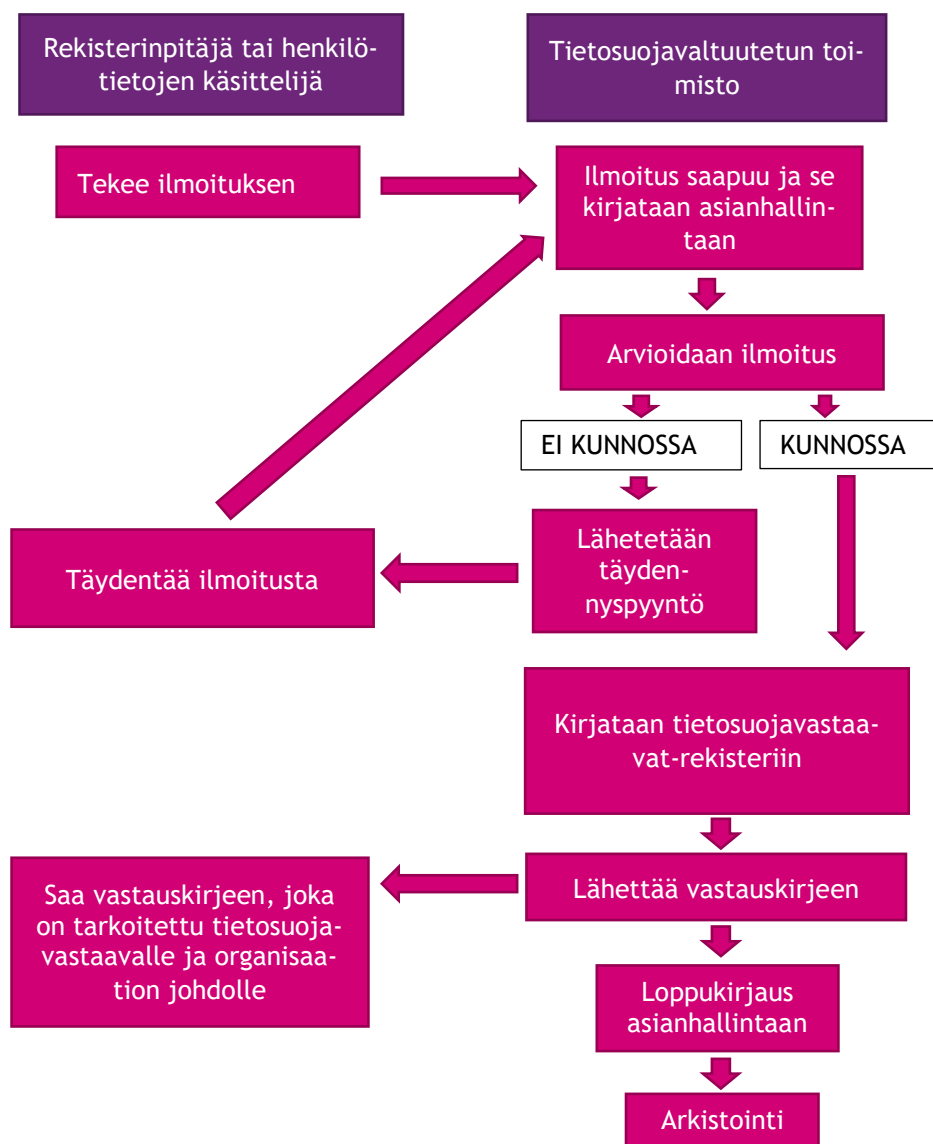 Rekisterinpitäjä tai henkilö-
tietojen käsittelijä
Tietosuojavaltuutetun toi-
misto
Tekee ilmoituksen
Ilmoitus saapuu ja se
kirjataan asianhallin-
taan
Arvioidaan ilmoitus
EI KUNNOSSA
KUNNOSSA
Lähetetään
täyden-
nyspyyntö
Täydentää ilmoitusta
Kirjataan tietosuojavastaa-
vat-rekisteriin
Lähettää vastauskirjeen
Saa vastauskirjeen, joka
on tarkoitettu tietosuoja-
vastaavalle ja organisaa-
tion johdolle
Loppukirjaus
asianhallintaan
Arkistointi